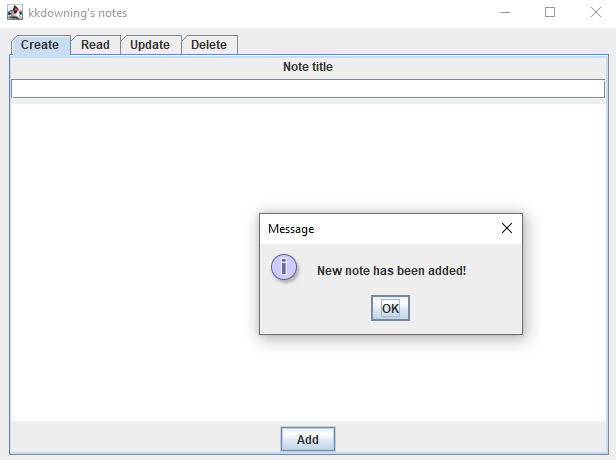 kkdowning's notes
Create Read Update Delete
Note title
Message
i
New note has been added!
OK
Add